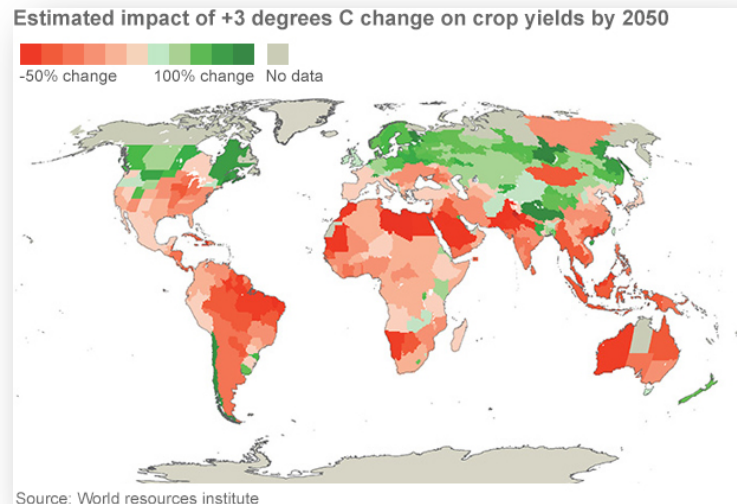 Estimated impact of +3 degrees C change on crop yields by 2050
-50% change 100% change No data
Source: World resources institute